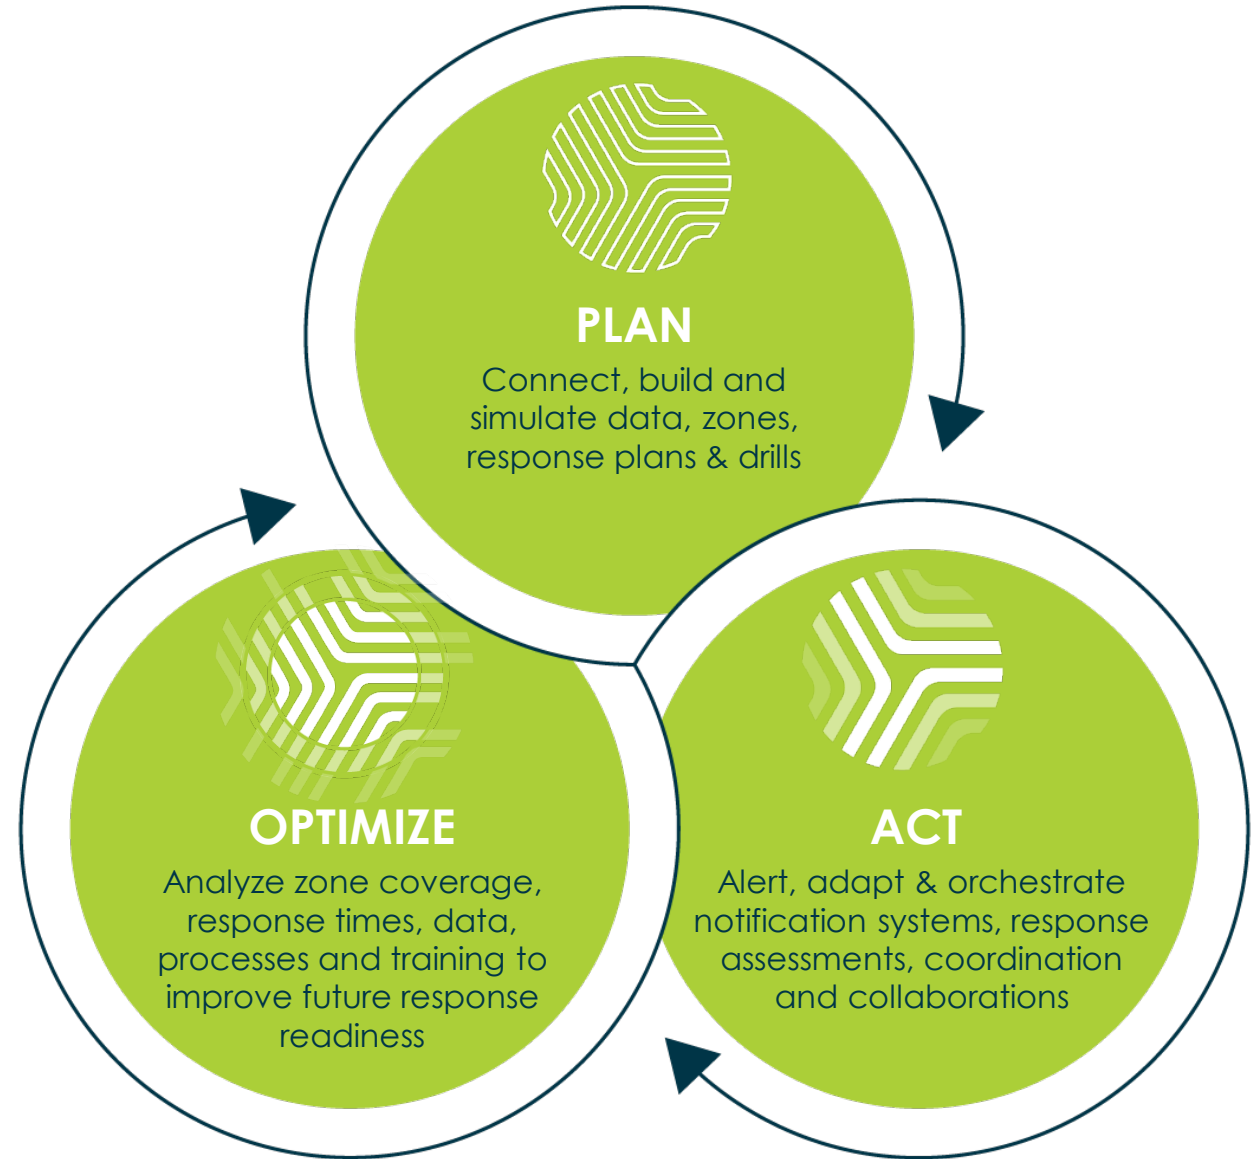 PLAN
Connect, build and
simulate data, zones,
response plans & drills
OPTIMIZE
Analyze zone coverage,
response times, data,
processes and training to
improve future response
readiness
ACT
Alert, adapt & orchestrate
notification systems, response
assessments, coordination
and collaborations